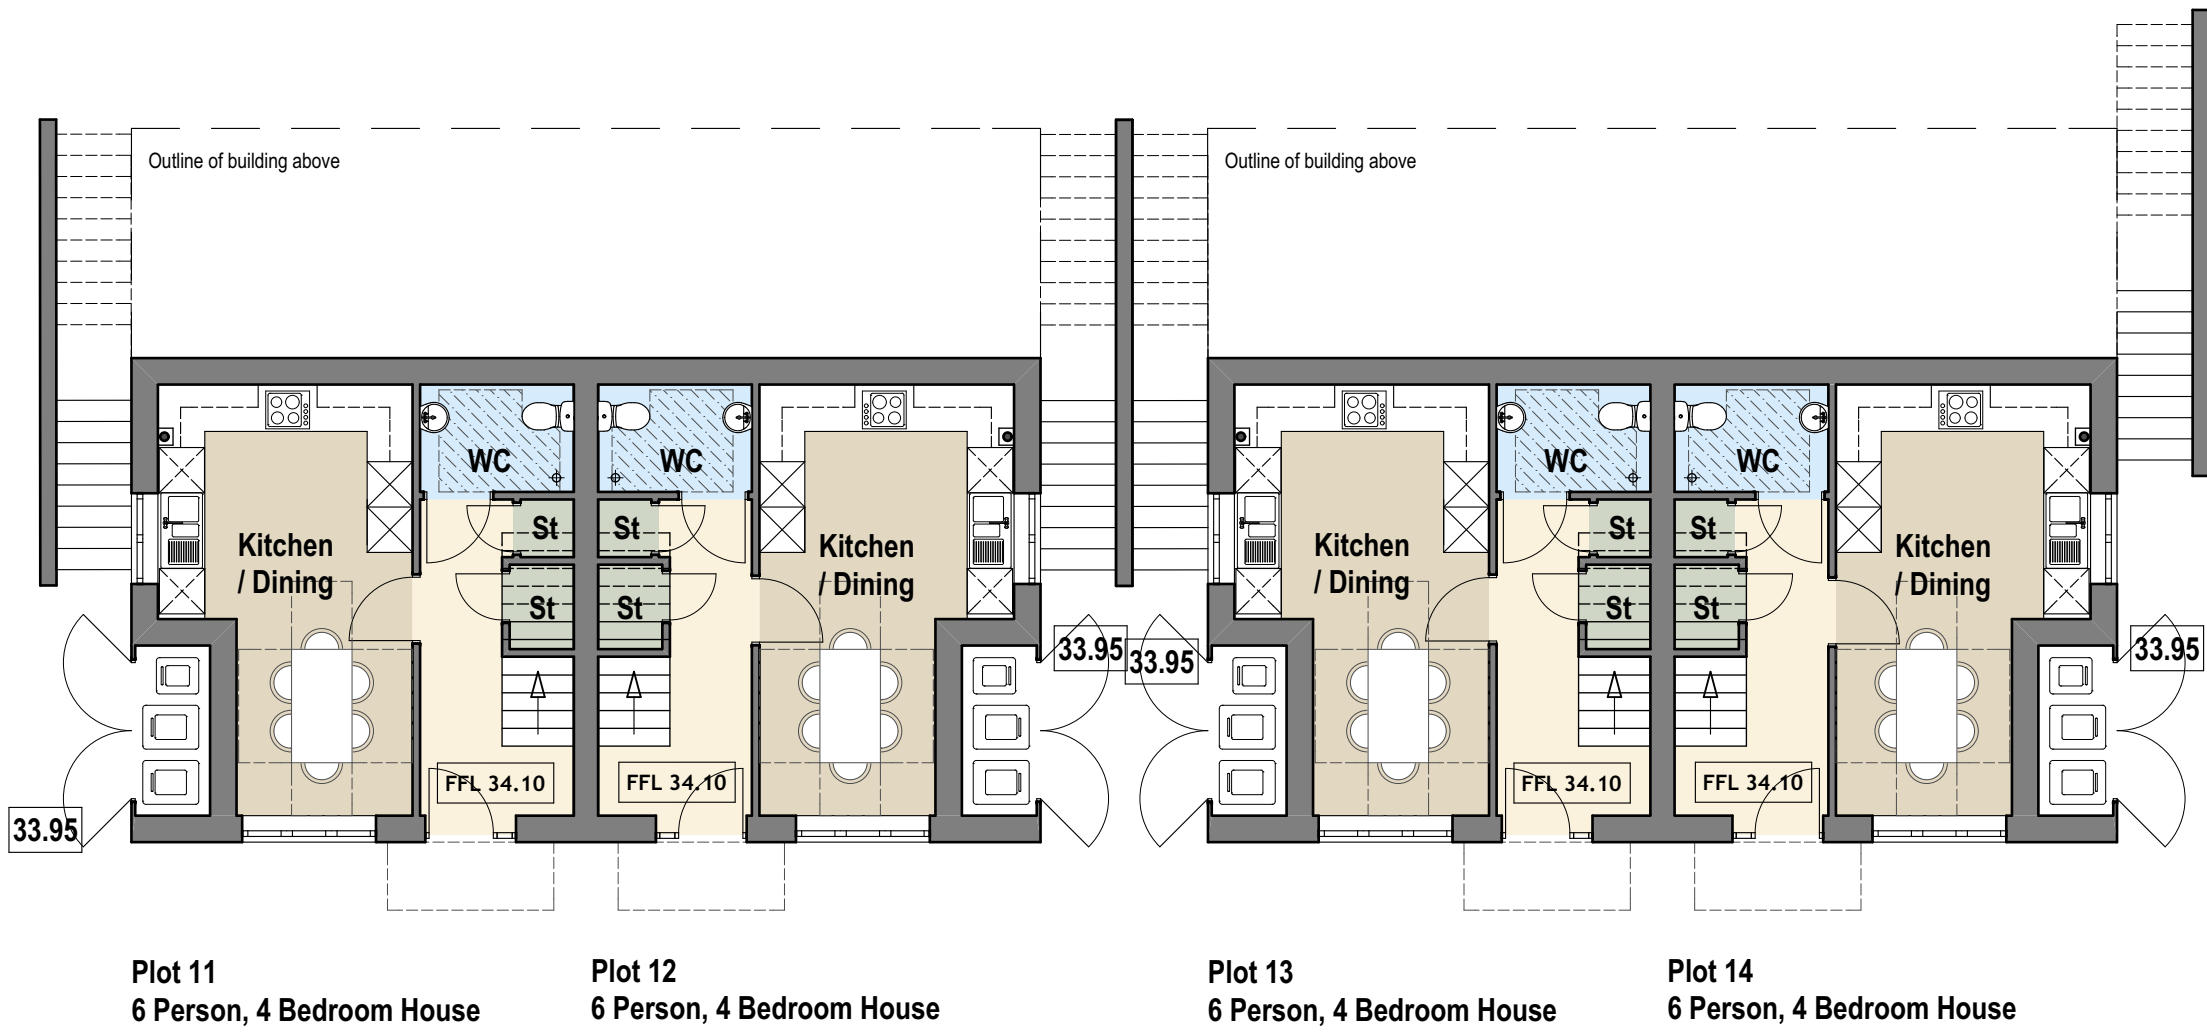 Outline of building above
Outline of building above
WC
WC
WC
WC
St
St
St
St
Kitchen
/ Dining
Kitchen
/ Dining
Kitchen
/ Dining
Kitchen
/ Dining
St
St
St
St
33.95
33.95
33.95
FFL 34.10
FFL 34.10
FFL 34.10
FFL 34.10
33.95
Plot 11
6 Person, 4 Bedroom House
Plot 12
6 Person, 4 Bedroom House
Plot 13
6 Person, 4 Bedroom House
Plot 14
6 Person, 4 Bedroom House